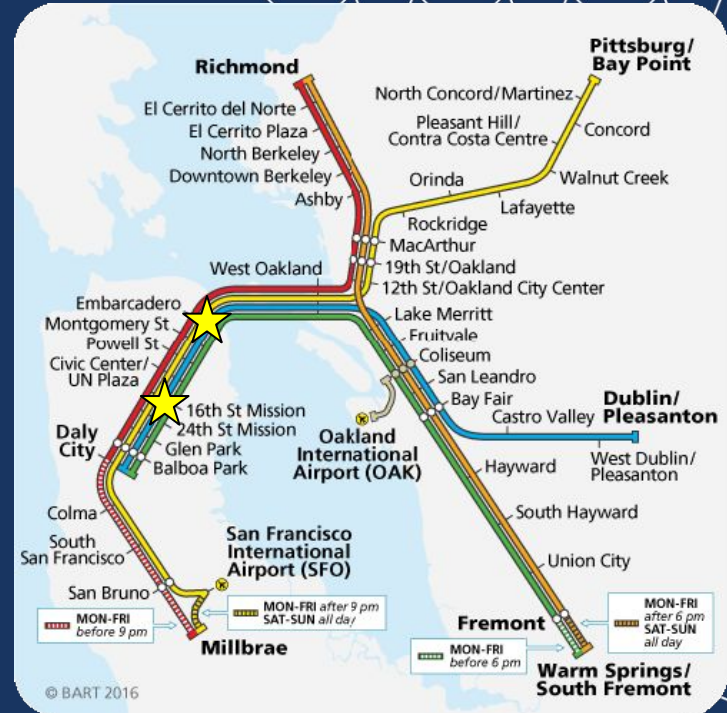 Richmond
El Cerrito del Norte
El Cerrito Plaza
North Berkeley
Downtown Berkeley
Ashby
Pittsburg/
Bay Point
North Concord/Martinez
Pleasant Hill/
Contra Costa Centre
Concord
Walnut Creek
Lafayette
Orinda
Rockridge
MacArthur
19th St/Oakland
12th St/Oakland City Center
West Oakland
Embarcadero
Montgomery St
Powell St
Civic Center/
UN Plaza
16th St Mission
24th St Mission
Glen Park
Balboa Park
Daly
City
Lake Merritt
Fruitvale
Coliseum
San Leandro
Bay Fair
Castro Valley
Dublin/
Pleasanton
West Dublin/
Pleasanton
Oakland
International
Airport (OAK)
Hayward
South Hayward
Union City
Fremont
Warm Springs/
South Fremont
Colma
South
San Francisco
San Bruno
San Francisco
International
Airport (SFO)
Millbrae
MON-FRI
before 9 pm
MON-FRI after 9 pm
SAT-SUN all day
MON-FRI
before 6 pm
MON-FRI
after 6 pm
SAT-SUN
all day
© BART 2016